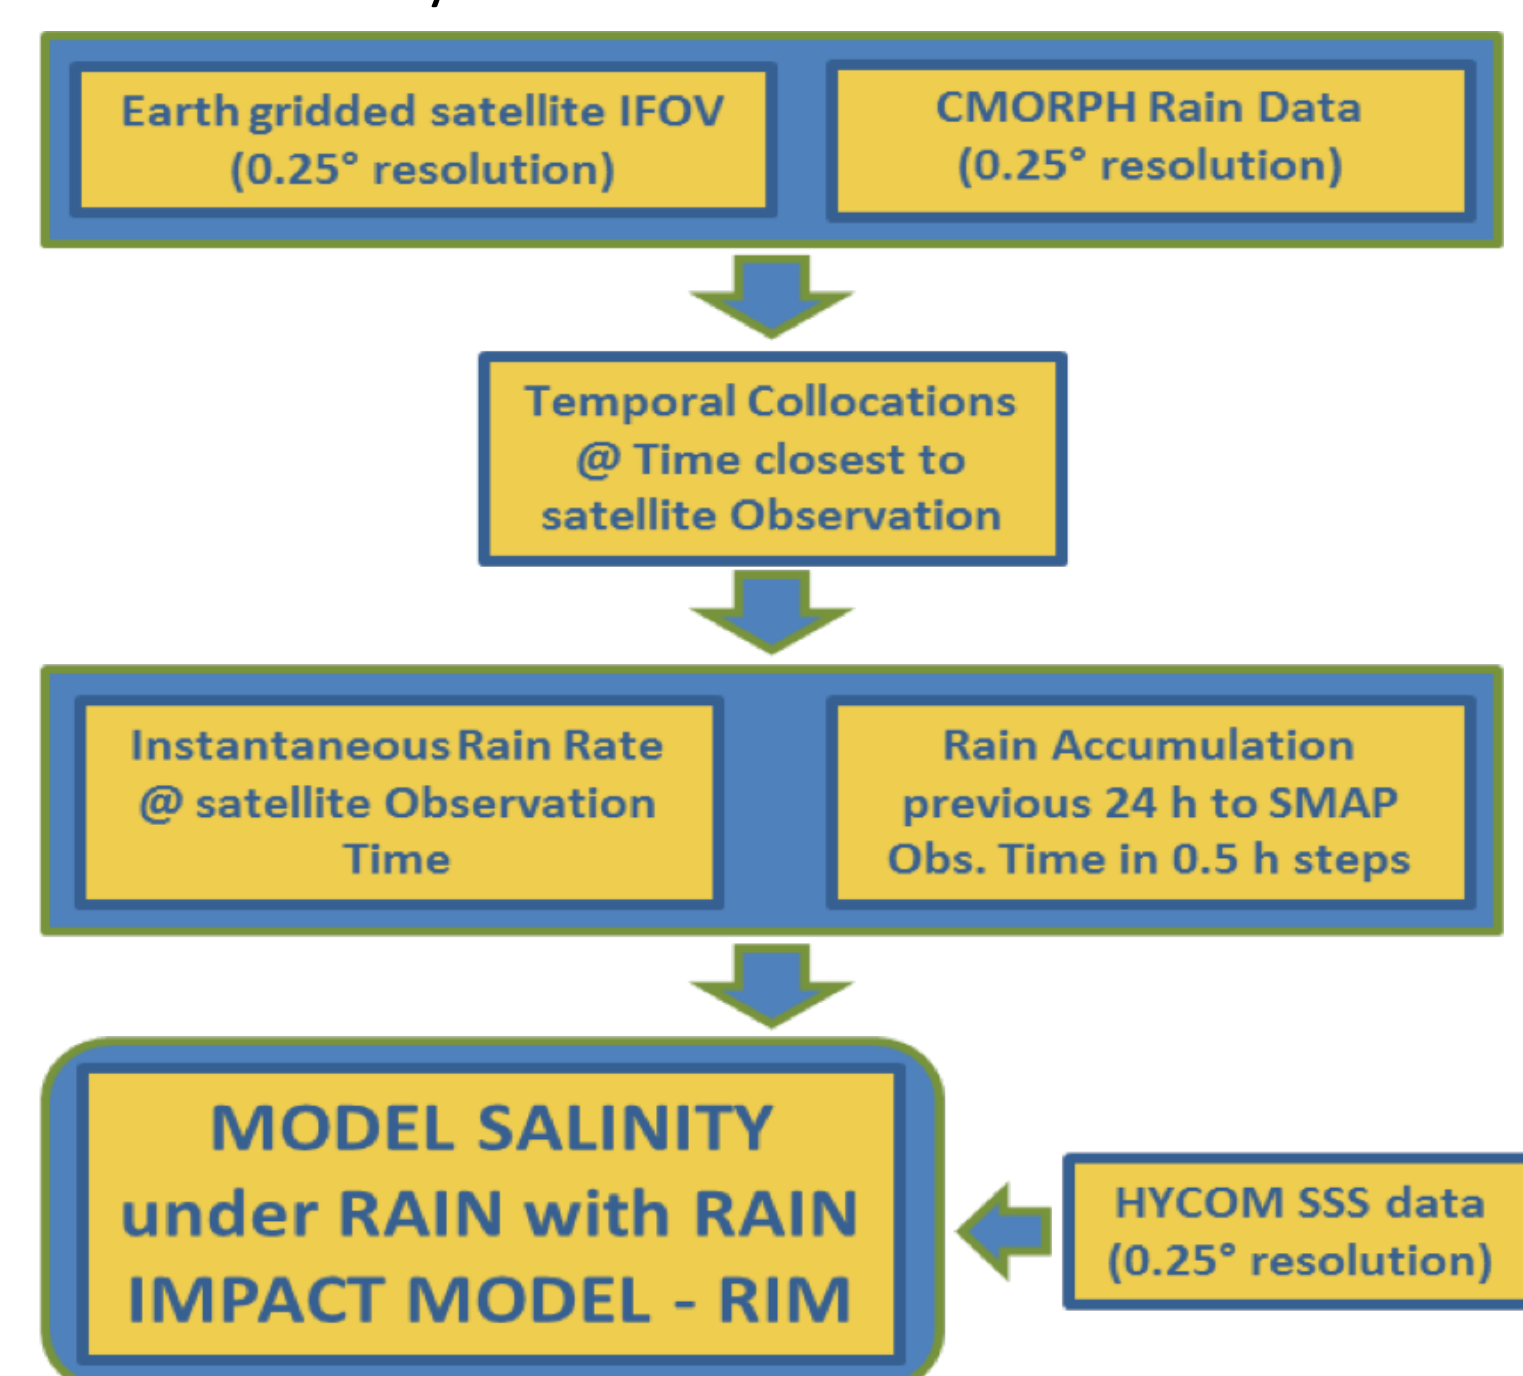 Earth gridded satellite IFOV
(0.25° resolution)
CMORPH Rain Data
(0.25° resolution)
Temporal Collocations
@ Time closest to
satellite Observation
Instantaneous Rain Rate
@ satellite Observation
Time
Rain Accumulation
previous 24 h to SMAP
Obs. Time in 0.5 h steps
MODEL SALINITY
under RAIN with RAIN
IMPACT MODEL - RIM
HYCOM SSS data
(0.25° resolution)